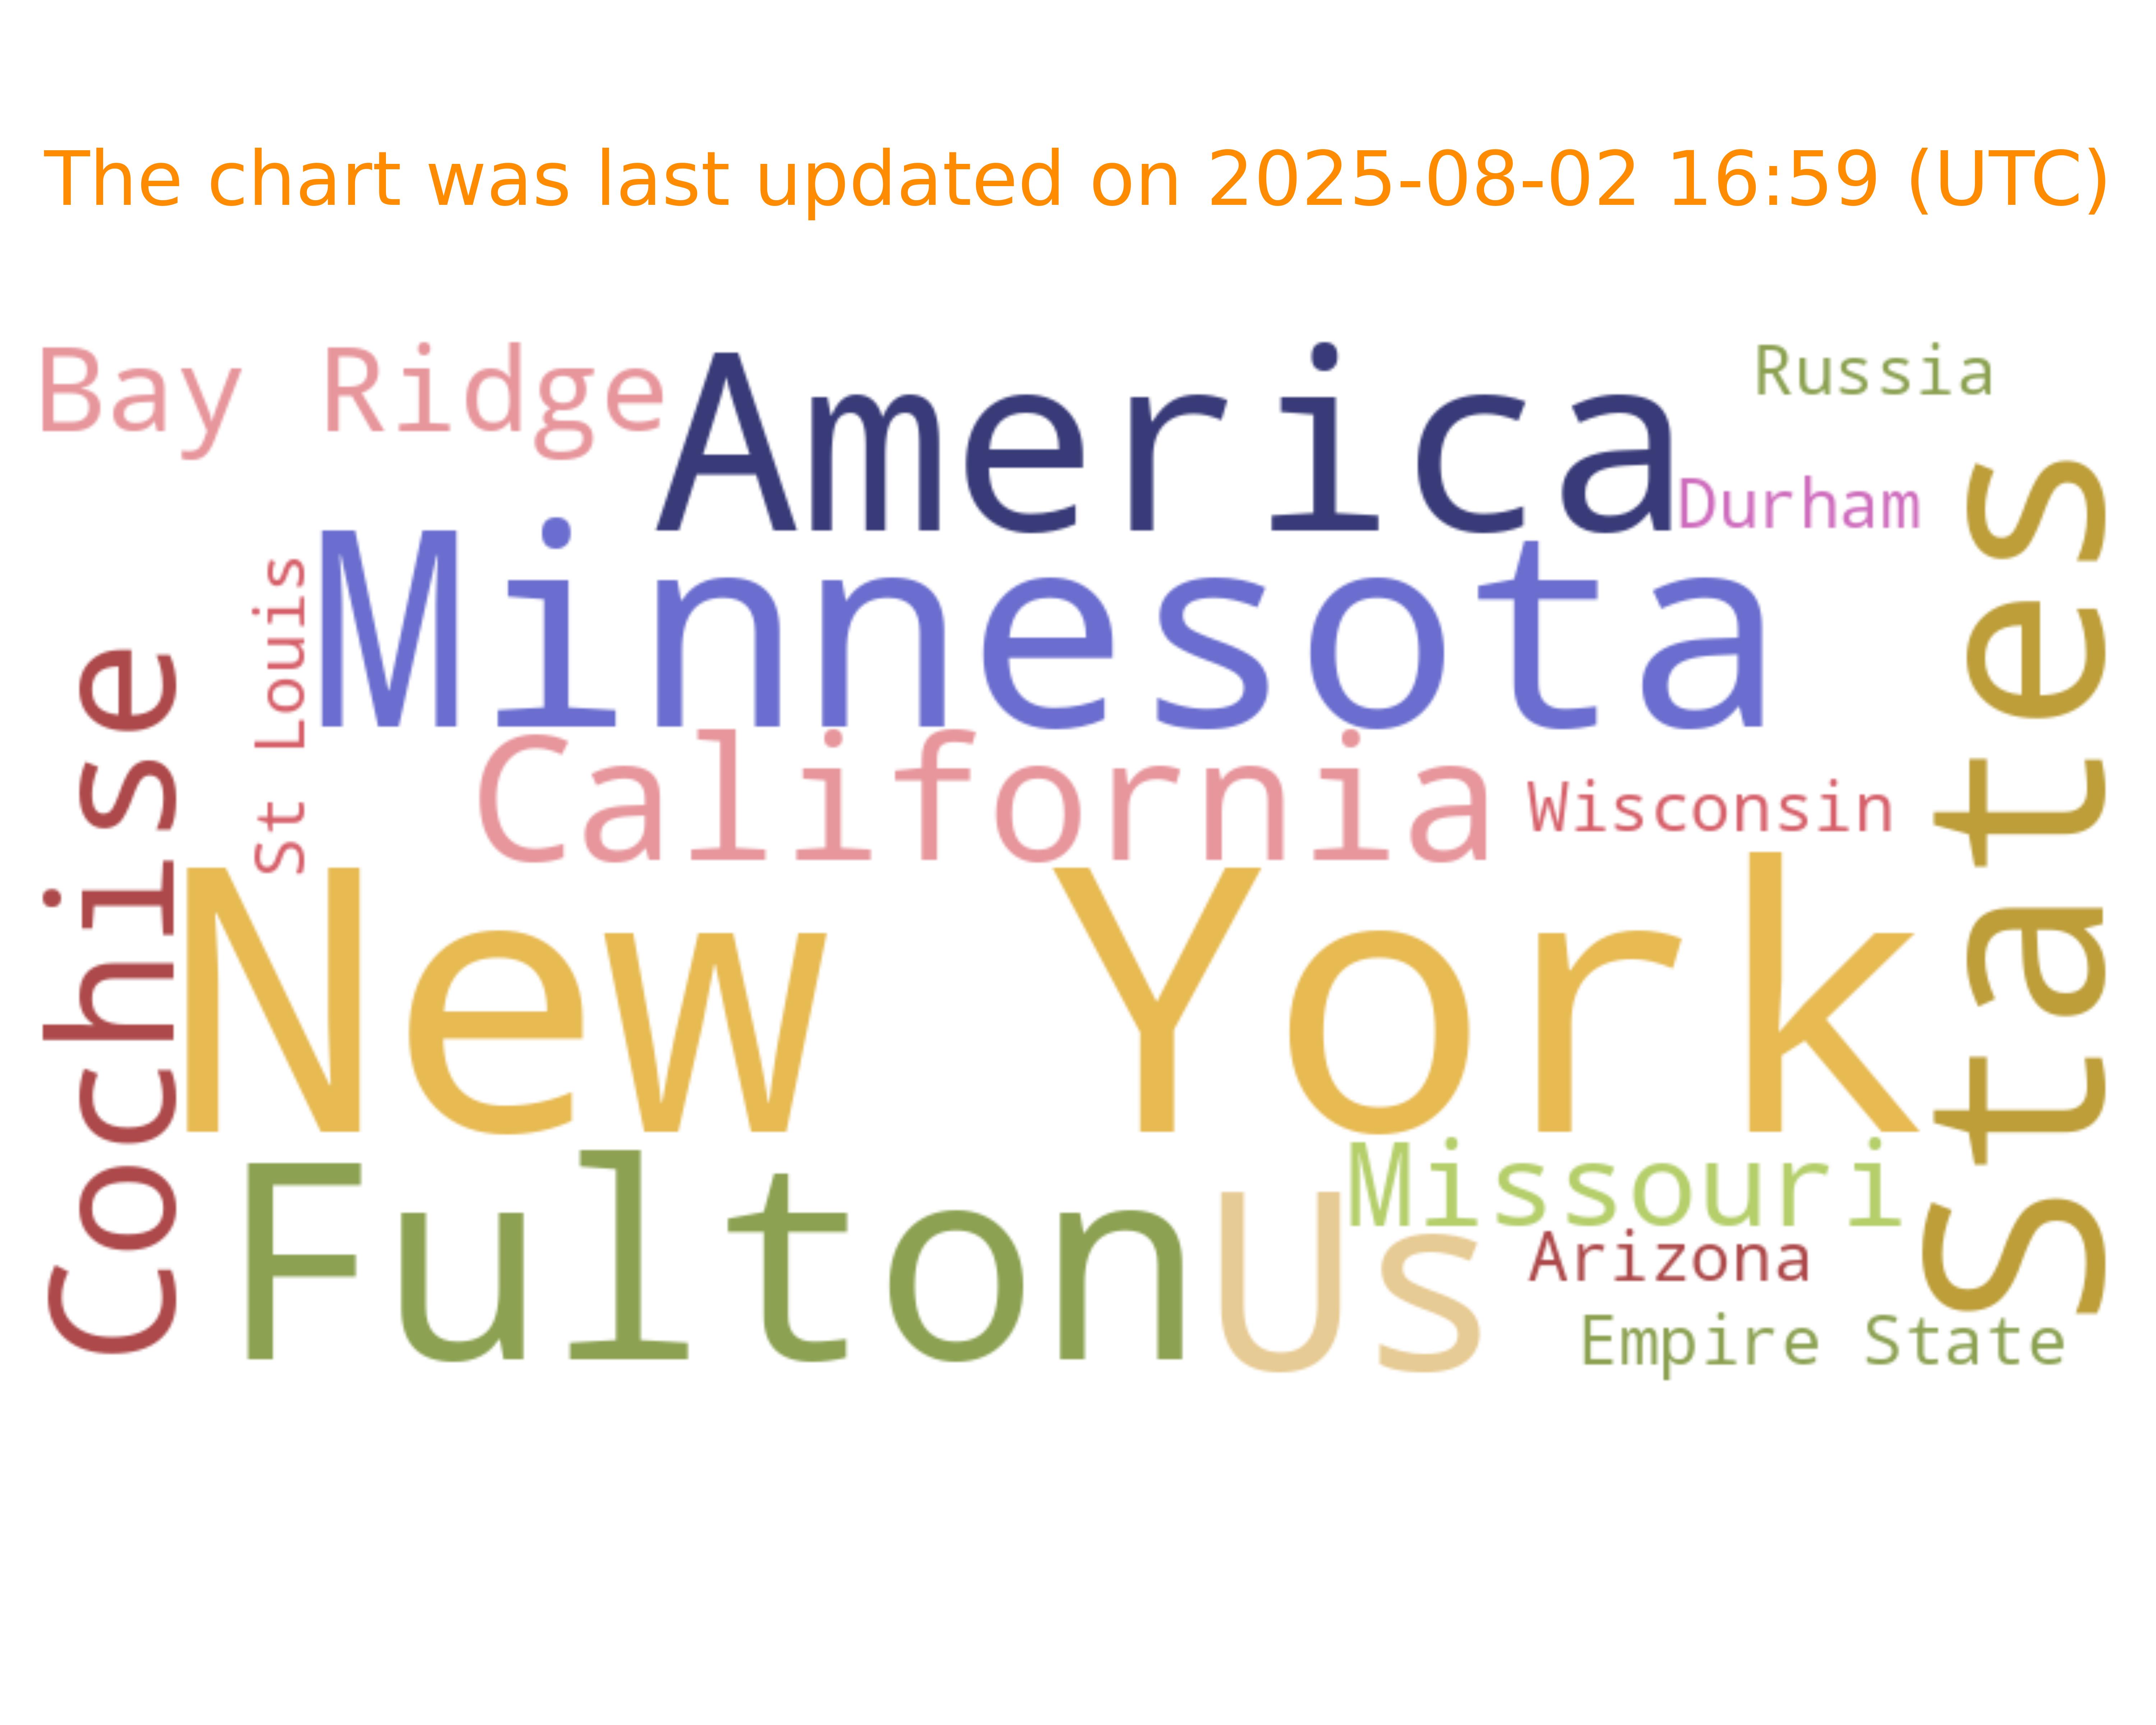 The chart was last updated on 2025-08-02 16:59 (UTC)
Bay Ridge
America
Russia
Durham
States
Minnesota
St Louis
Cochise
California
Wisconsin
New York
Missouri
Fulton
US
Arizona
Empire State